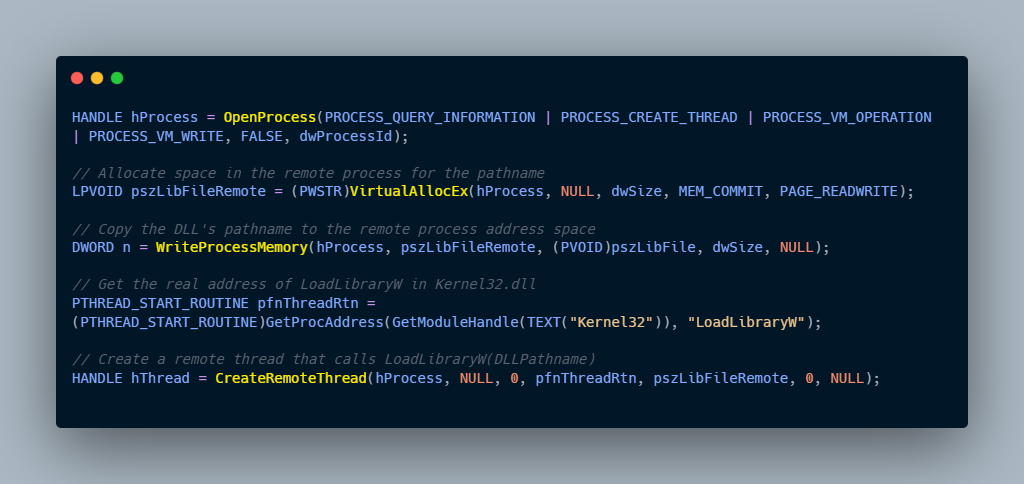 HANDLE hProcess = OpenProcess(PROCESS_QUERY_INFORMATION | PROCESS_CREATE_THREAD | PROCESS_VM_OPERATION
| PROCESS_VM_WRITE, FALSE, dwProcessId);
// Allocate space in the remote process for the pathname
LPVOID pszLibFileRemote = (PWSTR)VirtualAllocEx(hProcess, NULL, dwSize, MEM_COMMIT, PAGE_READWRITE);
// Copy the DLL's pathname to the remote process address space
DWORD n = WriteProcessMemory(hProcess, pszLibFileRemote, (PVOID)pszLibFile, dwSize, NULL);
// Get the real address of LoadLibraryW in Kernel32.dll
PTHREAD_START_ROUTINE pfnThreadRtn =
(PTHREAD_START_ROUTINE)GetProcAddress(GetModuleHandle(TEXT("Kernel32")), "LoadLibraryW");
// Create a remote thread that calls LoadLibraryW(DLLPathname)
HANDLE hThread = CreateRemoteThread(hProcess, NULL, 0, pfnThreadRtn, pszLibFileRemote, 0, NULL);